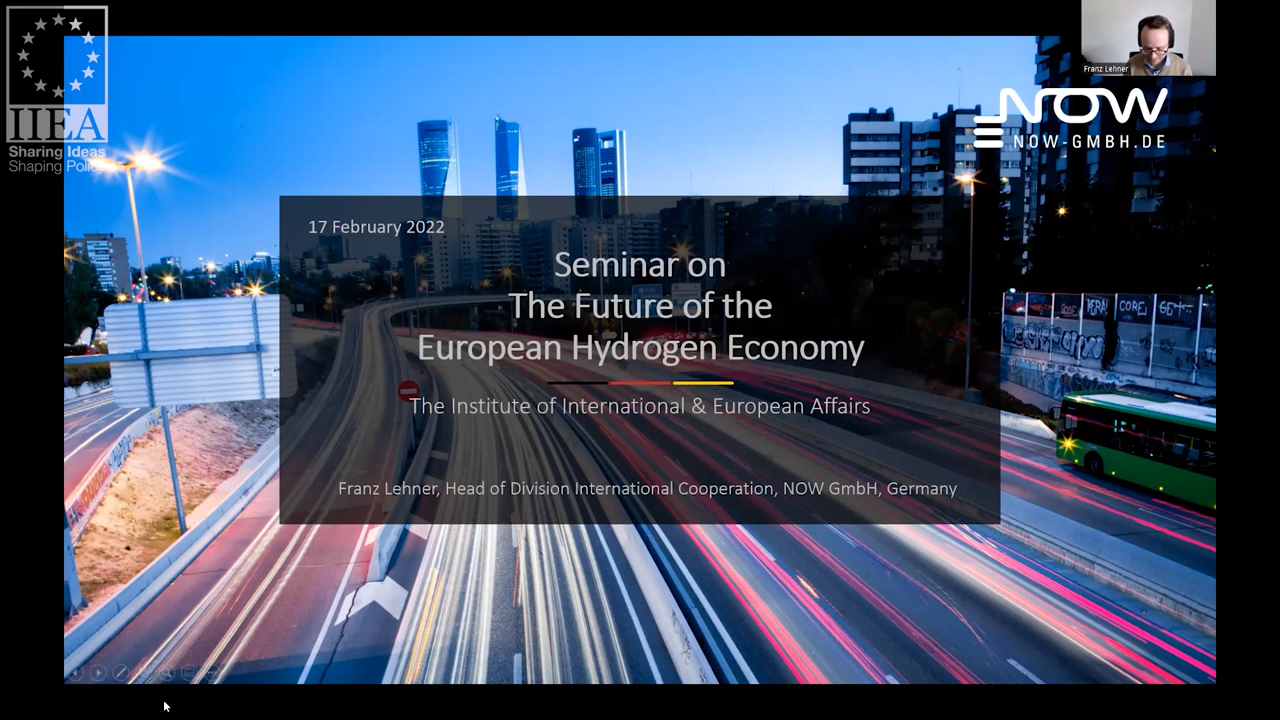 IIEA
Sharing Ideas
Shaping Policy
Franz Lehner
NOW
NOW-GMBH.DE
17 February 2022
Seminar on
The Future of the
European Hydrogen Economy
The Institute of International & European Affairs
Franz Lehner, Head of Division International Cooperation, NOW GmbH, Germany